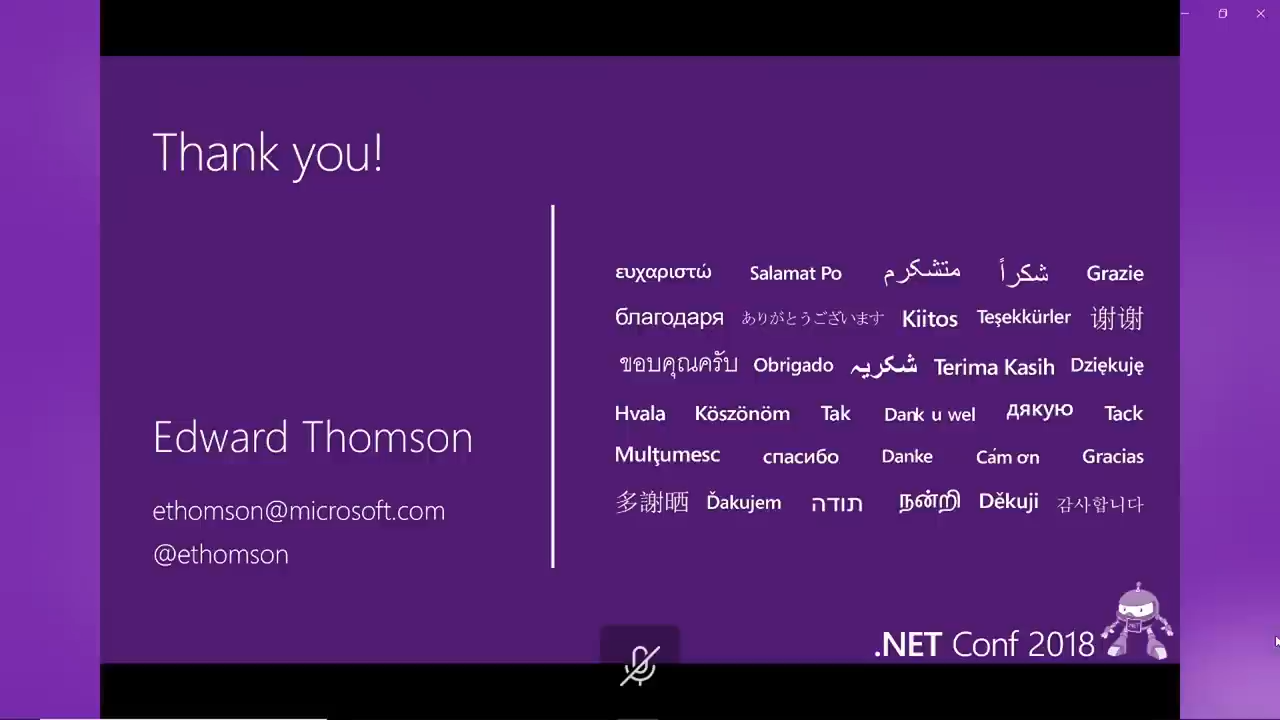 Thank you!
ευχαριστώ Salamat Po متشکرم شكراً Grazie
благодаря ありがとうございます Kiitos Teşekkürler 谢谢
ขอบคุณครับ Obrigado شکریہ Terima Kasih Dziękuję
Hvala Köszönöm Tak Dank u wel дякую Tack
Mulţumesc спасибо Danke Cám ơn Gracias
多謝晒 Ďakujem תודה நன்றி Děkuji 감사합니다
Edward Thomson
ethomson@microsoft.com
@ethomson
.NET Conf 2018